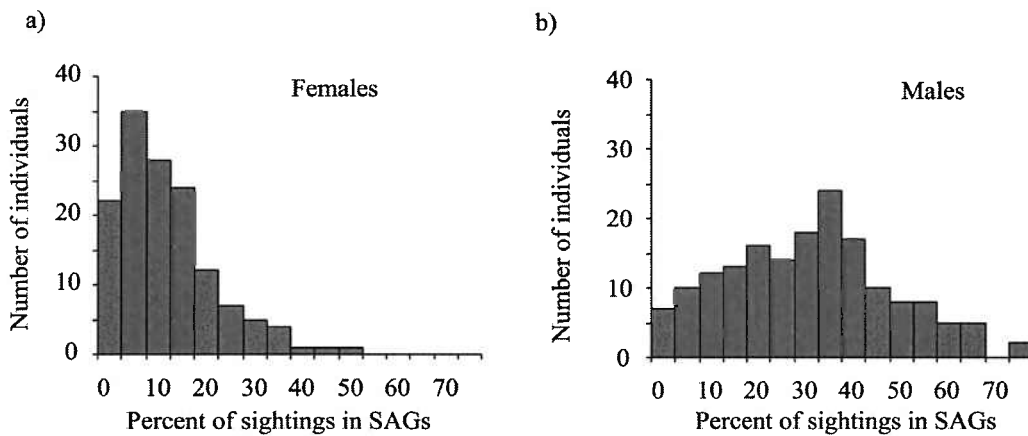 a)
Females
Number of individuals
40
30
20
10
0
0 10 20 30 40 50 60 70
Percent of sightings in SAGs
b)
Males
Number of individuals
40
30
20
10
0
0 10 20 30 40 50 60 70
Percent of sightings in SAGs